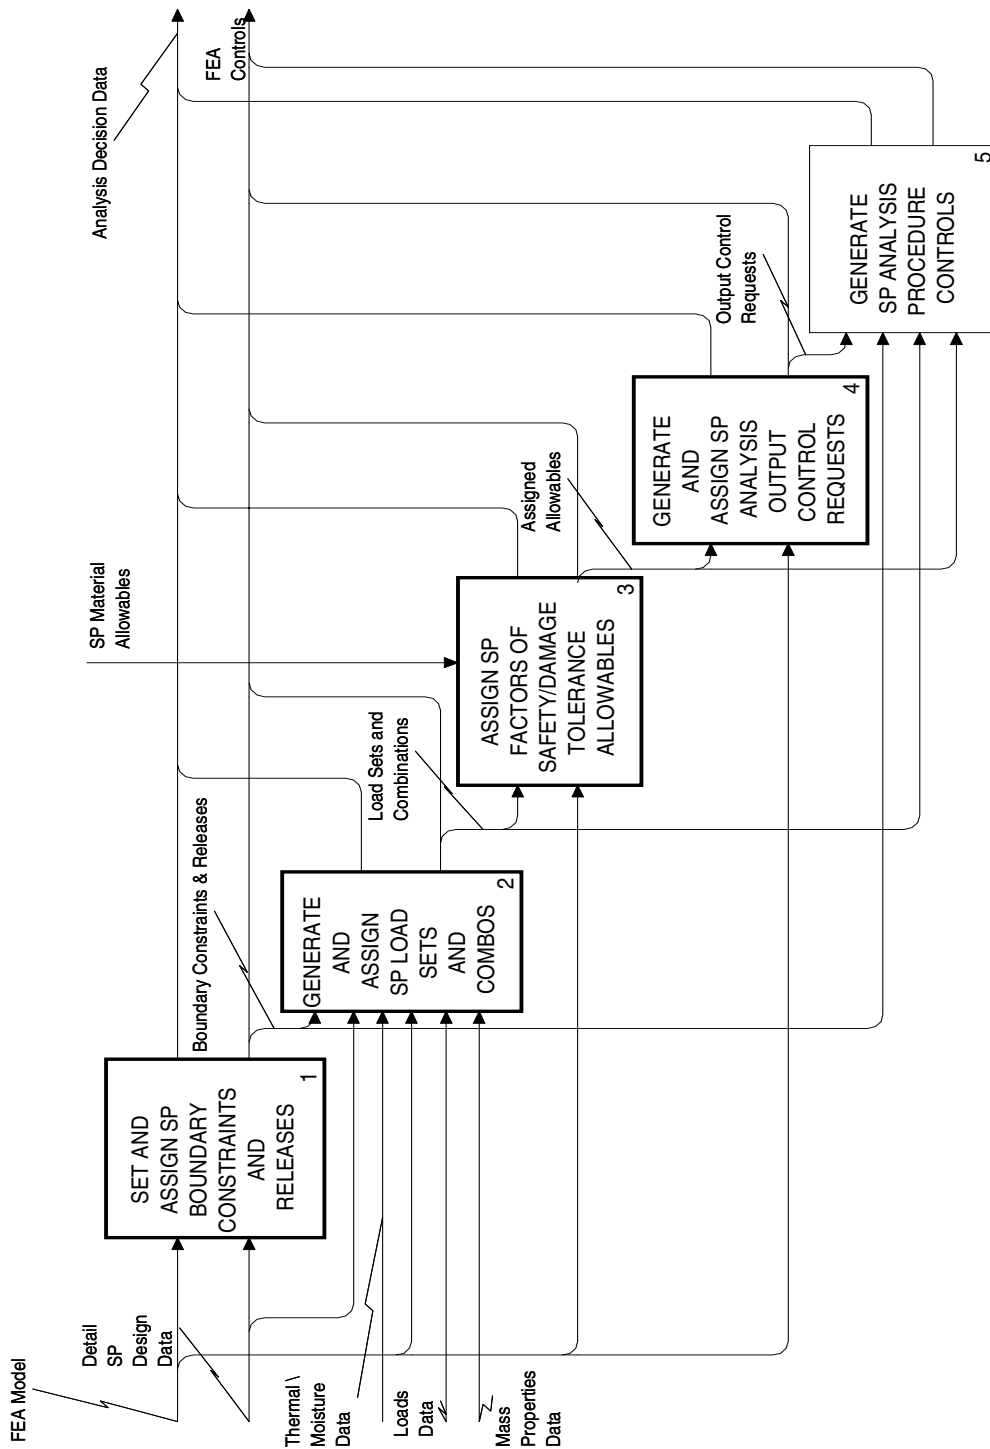 FEA Model
Detail
SP
Design
Data
Thermal \
Moisture
Data
Loads
Data
Mass
Properties
Data
SET AND
ASSIGN SP
BOUNDARY
CONSTRAINTS
AND
RELEASES
1
Boundary Constraints & Releases
GENERATE
AND
ASSIGN
SP LOAD
SETS
AND
COMBOS
2
Load Sets and
Combinations
SP Material
Allowables
ASSIGN SP
FACTORS OF
SAFETY/DAMAGE
TOLERANCE
ALLOWABLES
3
Assigned
Allowables
GENERATE
AND
ASSIGN SP
ANALYSIS
OUTPUT
CONTROL
REQUESTS
4
Output Control
Requests
GENERATE
SP ANALYSIS
PROCEDURE
CONTROLS
5
Analysis Decision Data
FEA
Controls